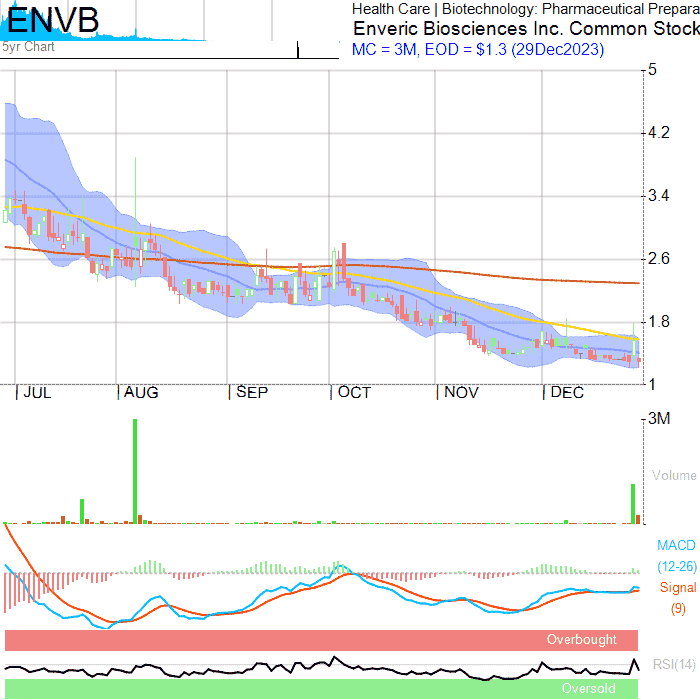 ENVB
5yr Chart
Health Care | Biotechnology: Pharmaceutical Prepara
Enveric Biosciences Inc. Common Stock
MC = 3M, EOD = $1.3 (29Dec2023)
5
4.2
3.4
2.6
1.8
1
JUL AUG SEP OCT NOV DEC
3M
Volume
MACD
(12-26)
Signal
(9)
Overbought
RSI(14)
Oversold